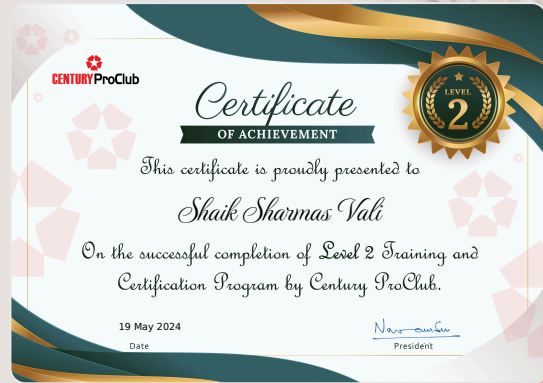 CENTURY ProClub
LEVEL
2
Certificate
OF ACHIEVEMENT
This certificate is proudly presented to
Shaik Sharmas Vali
On the successful completion of Level 2 Training and
Certification Program by Century ProClub.
19 May 2024
Date
President